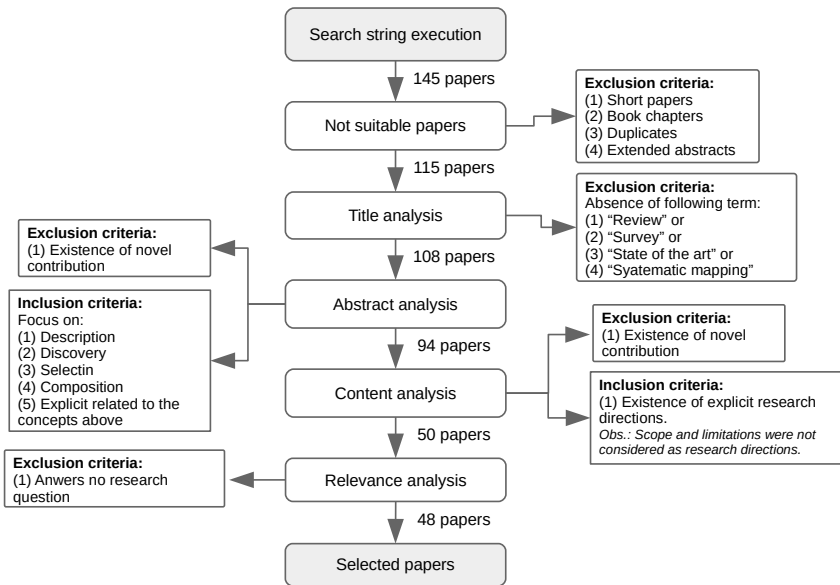 Search string execution
145 papers
Exclusion criteria:
(1) Short papers
(2) Book chapters
(3) Duplicates
(4) Extended abstracts
Not suitable papers
115 papers
Exclusion criteria:
Absence of following term:
(1) “Review” or
(2) “Survey” or
(3) “State of the art” or
(4) “Systematic mapping”
Title analysis
108 papers
Exclusion criteria:
(1) Existence of novel
contribution
Inclusion criteria:
Focus on:
(1) Description
(2) Discovery
(3) Selectin
(4) Composition
(5) Explicit related to the
concepts above
Abstract analysis
94 papers
Exclusion criteria:
(1) Existence of novel
contribution
Content analysis
Inclusion criteria:
(1) Existence of explicit research
directions.
Obs.: Scope and limitations were not
considered as research directions.
50 papers
Exclusion criteria:
(1) Anwers no research
question
Relevance analysis
48 papers
Selected papers